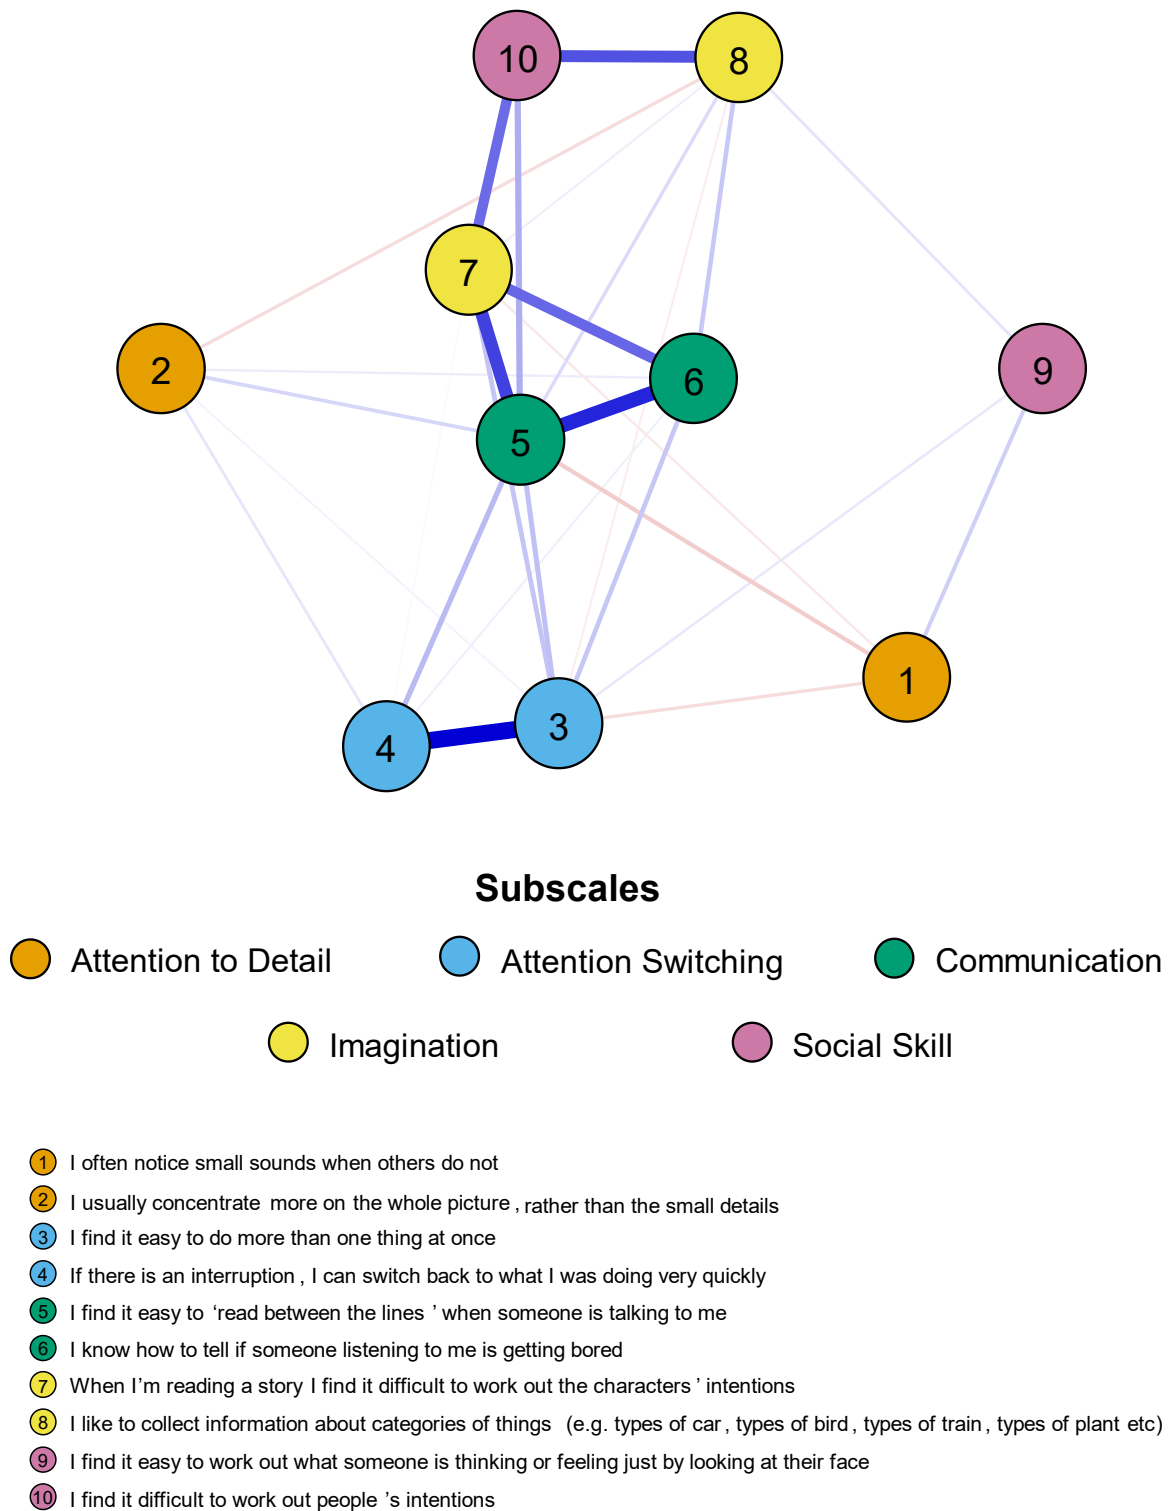 10
8
7
2
6
9
5
1
3
4
Subscales
Attention to Detail
Attention Switching
Communication
Imagination
Social Skill
1 I often notice small sounds when others do not
2 I usually concentrate more on the whole picture, rather than the small details
3 I find it easy to do more than one thing at once
4 If there is an interruption, I can switch back to what I was doing very quickly
5 I find it easy to ‘read between the lines’ when someone is talking to me
6 I know how to tell if someone listening to me is getting bored
7 When I’m reading a story I find it difficult to work out the characters’ intentions
8 I like to collect information about categories of things (e.g. types of car, types of bird, types of train, types of plant etc)
9 I find it easy to work out what someone is thinking or feeling just by looking at their face
10 I find it difficult to work out people’s intentions